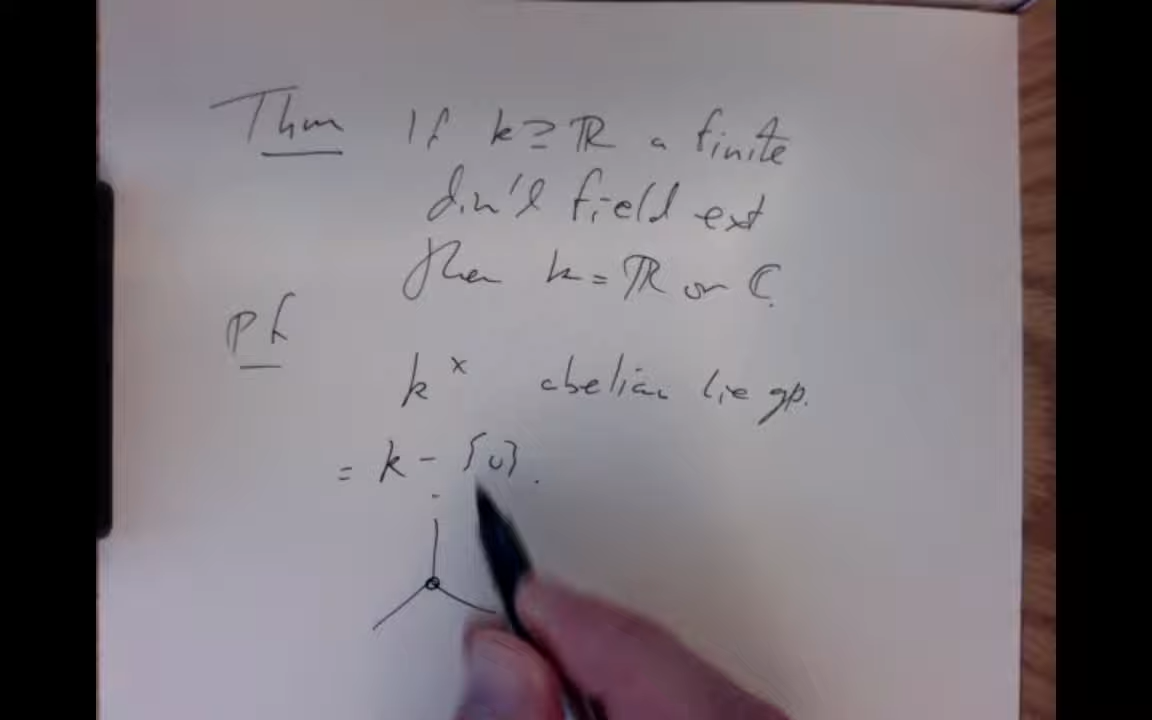 Thm If k ⊇ ℝ a finite
dim'l field ext
then k = ℝ or ℂ.
Pf
k^× abelian Lie gp.
= k - {0}.